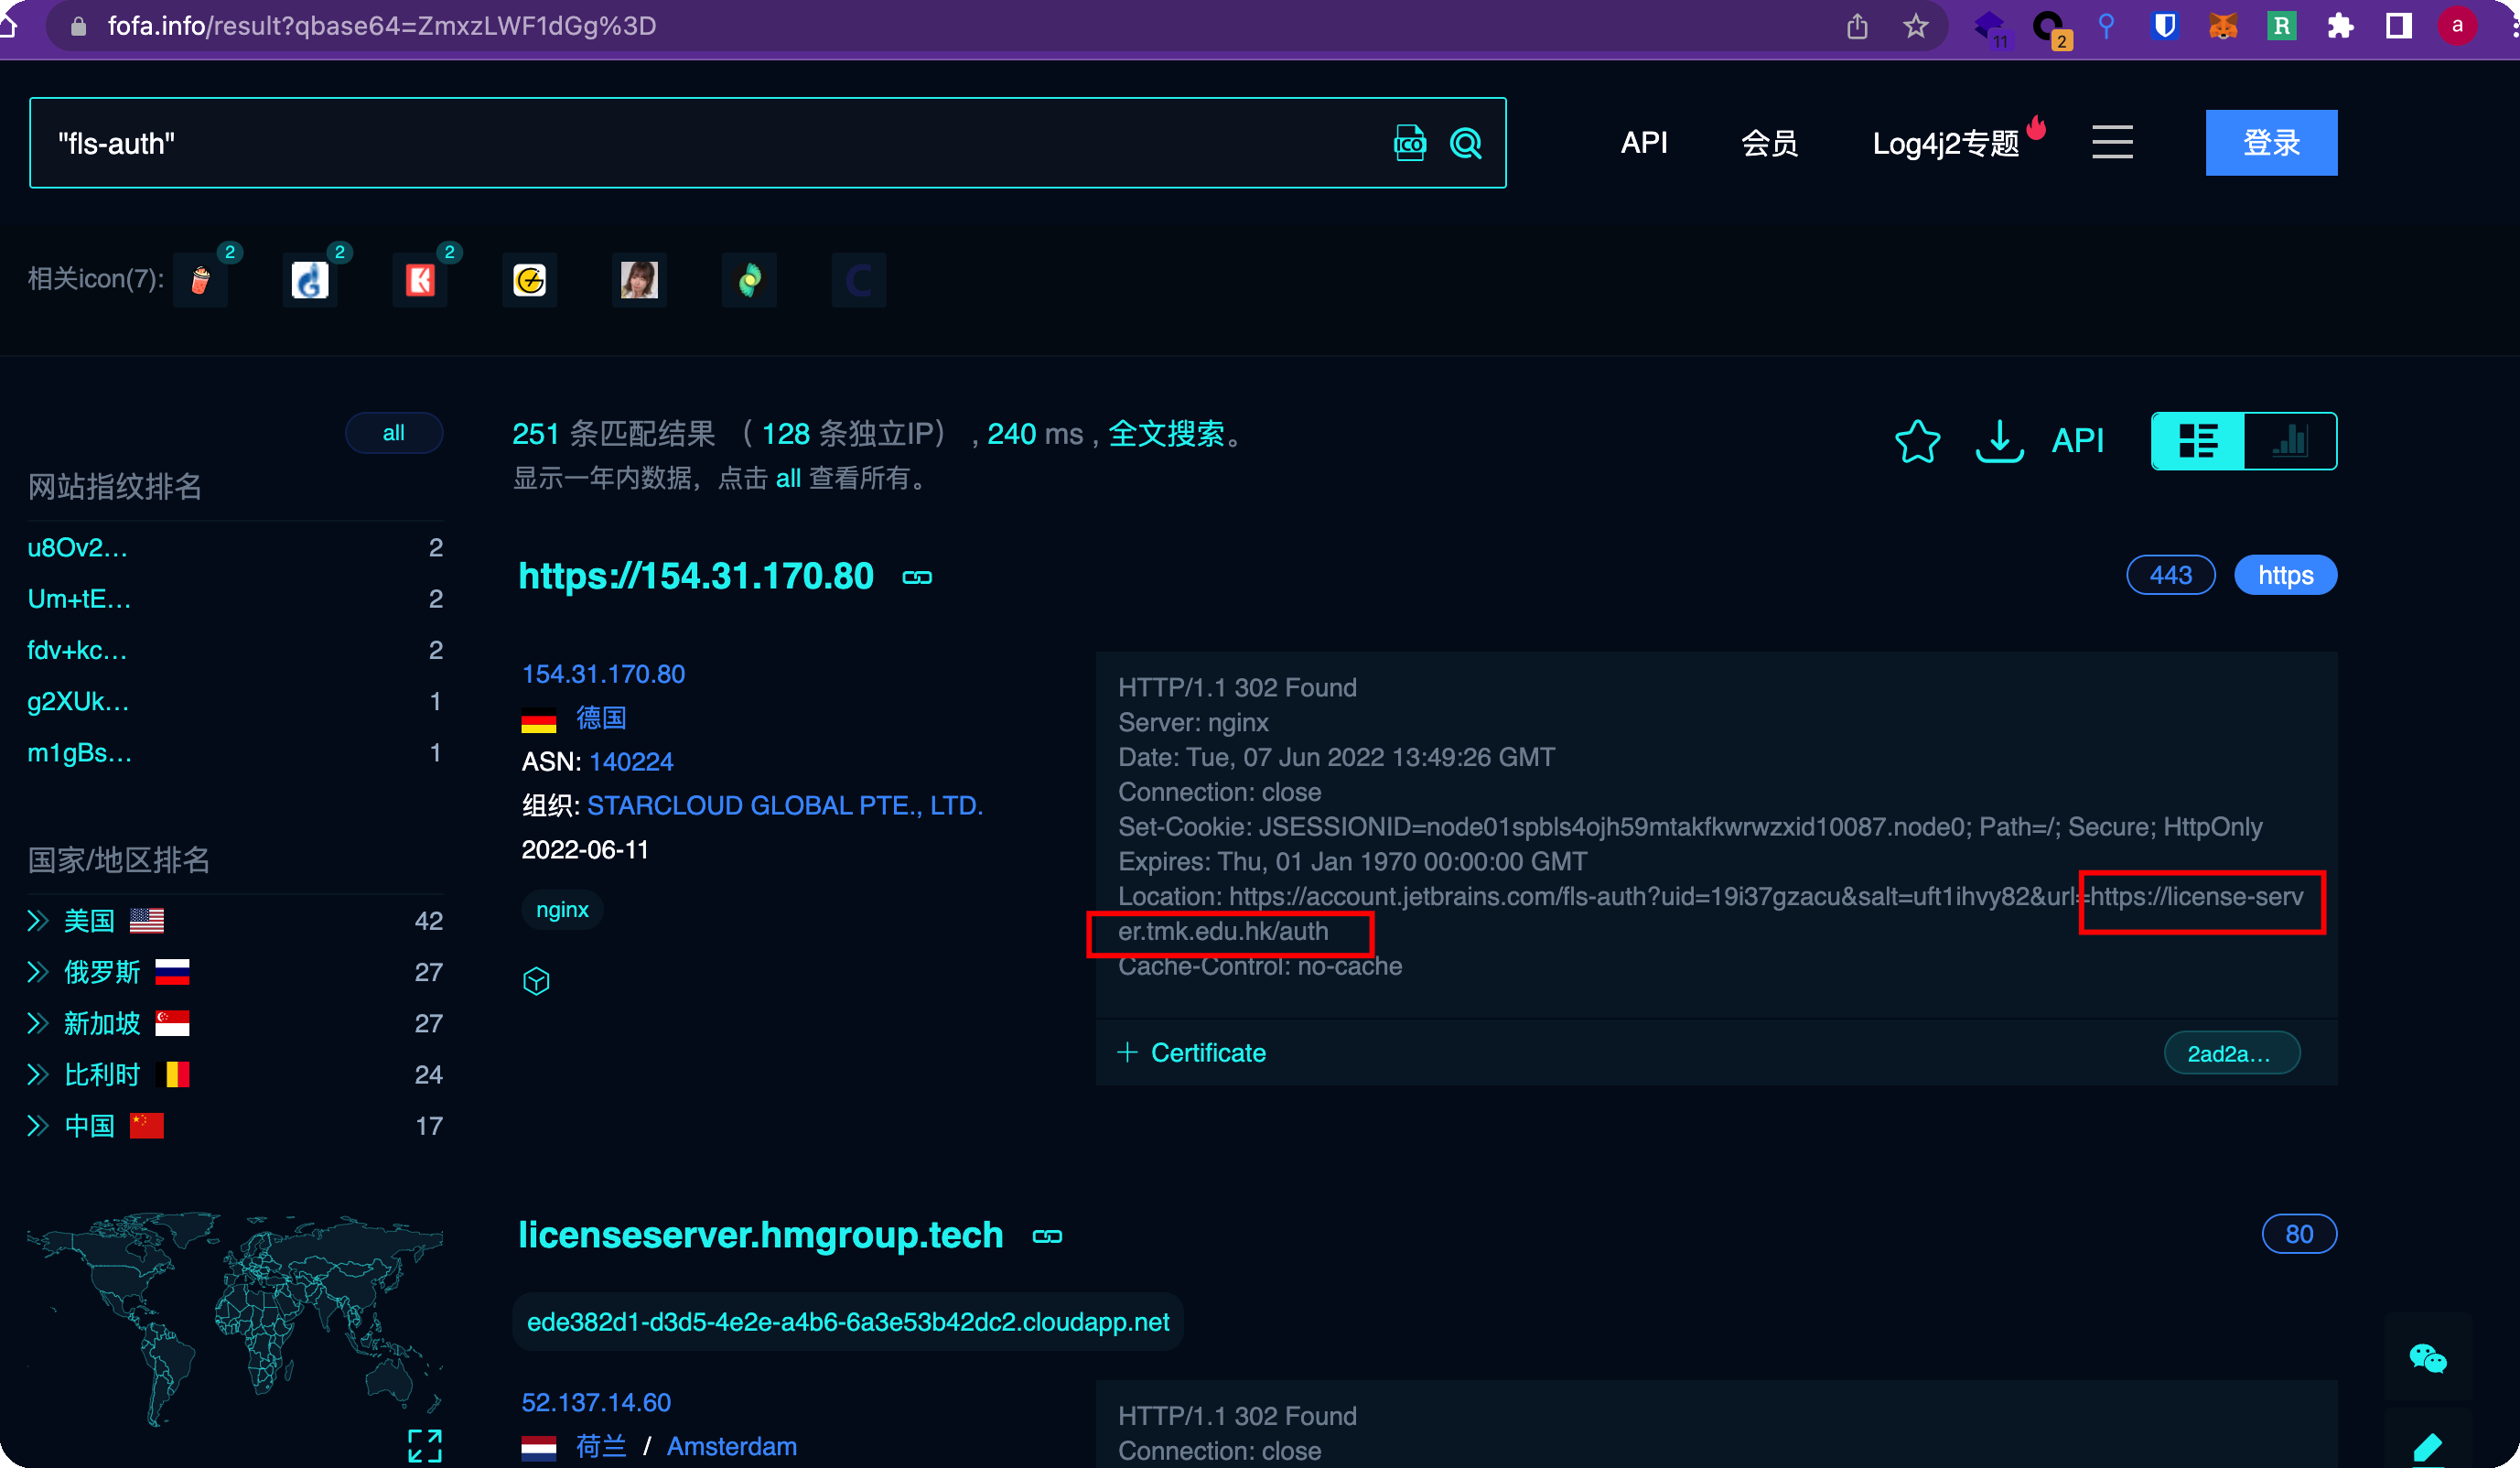 fofa.info/result?qbase64=ZmxzLWF1dGg%3D
11
2
R
a
"fls-auth"
ICO
API
会员
Log4j2专题
登录
相关icon(7):
2
2
2
C
all
251 条匹配结果 （ 128 条独立IP） , 240 ms , 全文搜索。
显示一年内数据，点击 all 查看所有。
API
网站指纹排名
u8Ov2... 2
Um+tE... 2
fdv+kc... 2
g2XUk... 1
m1gBs... 1
国家/地区排名
美国 42
俄罗斯 27
新加坡 27
比利时 24
中国 17
https://154.31.170.80
443
https
154.31.170.80
德国
ASN: 140224
组织: STARCLOUD GLOBAL PTE., LTD.
2022-06-11
nginx
HTTP/1.1 302 Found
Server: nginx
Date: Tue, 07 Jun 2022 13:49:26 GMT
Connection: close
Set-Cookie: JSESSIONID=node01spbls4ojh59mtakfkwrwzxid10087.node0; Path=/; Secure; HttpOnly
Expires: Thu, 01 Jan 1970 00:00:00 GMT
Location: https://account.jetbrains.com/fls-auth?uid=19i37gzacu&salt=uft1ihvy82&url=https://license-serv
er.tmk.edu.hk/auth
Cache-Control: no-cache
+ Certificate
2ad2a...
licenseserver.hmgroup.tech
80
ede382d1-d3d5-4e2e-a4b6-6a3e53b42dc2.cloudapp.net
52.137.14.60
荷兰 / Amsterdam
HTTP/1.1 302 Found
Connection: close